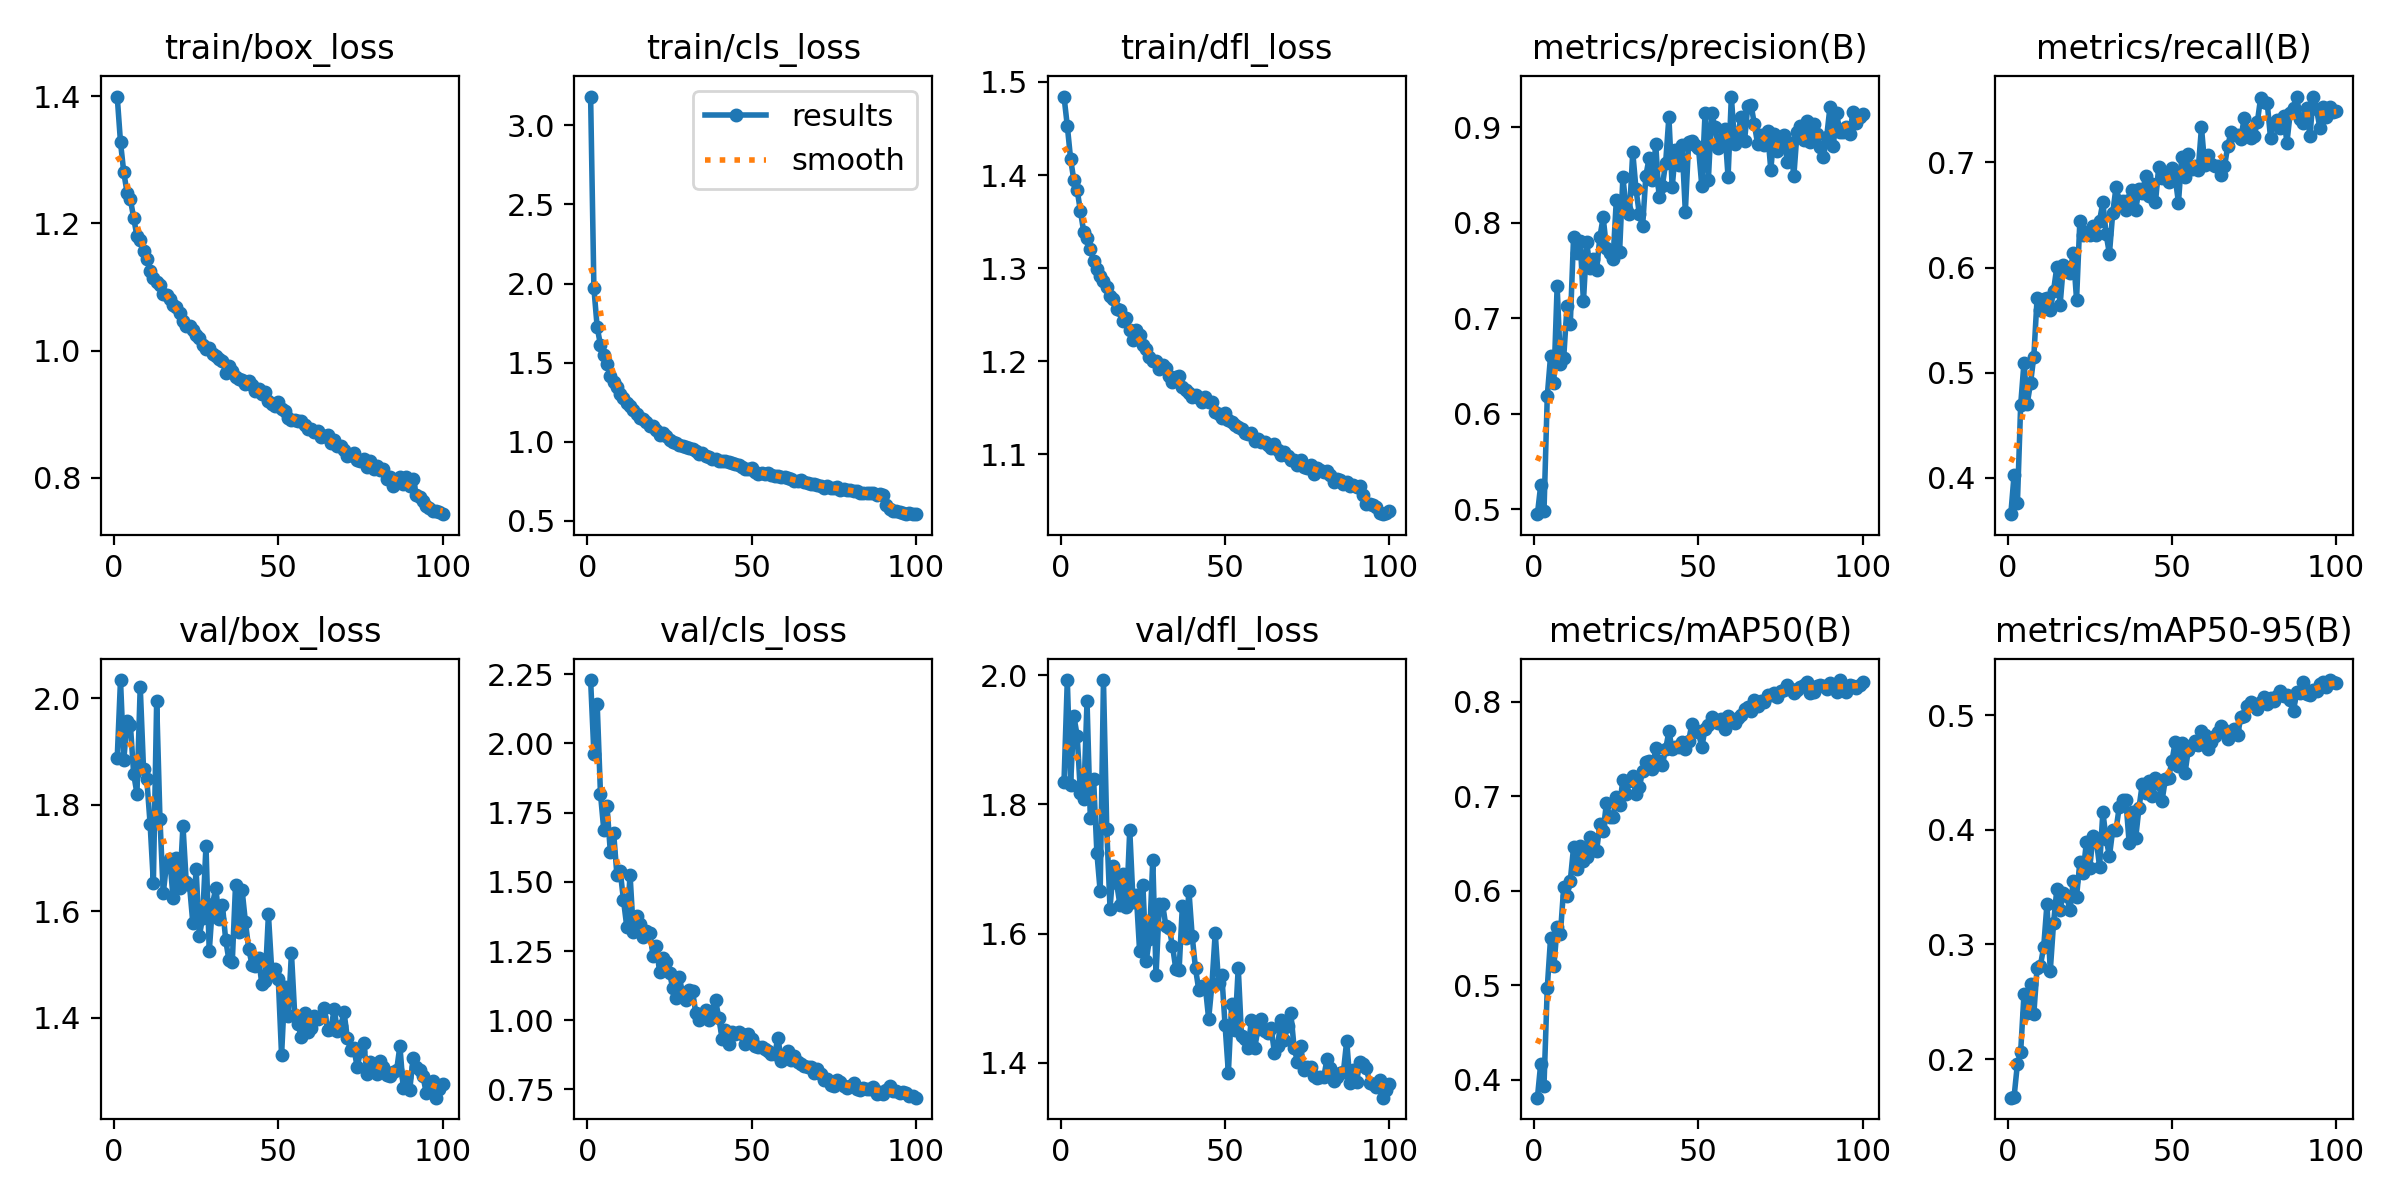 train/box_loss
1.4
1.2
1.0
0.8
0 50 100
train/cls_loss
results
smooth
3.0
2.5
2.0
1.5
1.0
0.5
0 50 100
train/dfl_loss
1.5
1.4
1.3
1.2
1.1
0 50 100
metrics/precision(B)
0.9
0.8
0.7
0.6
0.5
0 50 100
metrics/recall(B)
0.7
0.6
0.5
0.4
0 50 100
val/box_loss
2.0
1.8
1.6
1.4
0 50 100
val/cls_loss
2.25
2.00
1.75
1.50
1.25
1.00
0.75
0 50 100
val/dfl_loss
2.0
1.8
1.6
1.4
0 50 100
metrics/mAP50(B)
0.8
0.7
0.6
0.5
0.4
0 50 100
metrics/mAP50-95(B)
0.5
0.4
0.3
0.2
0 50 100